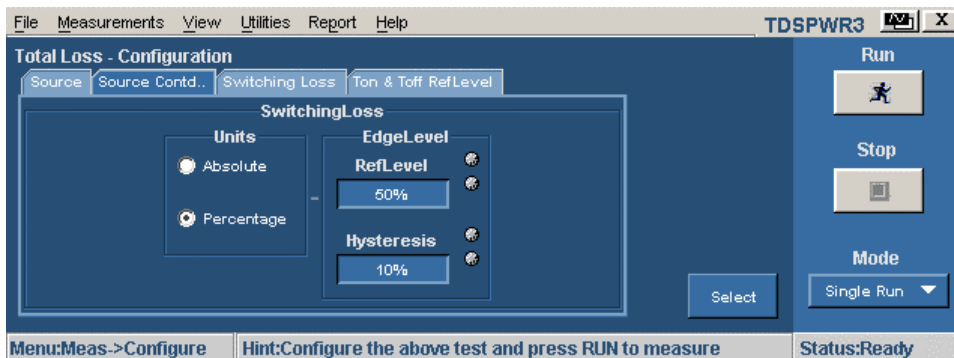 File Measurements View Utilities Report Help TDSPWR3 X
Total Loss - Configuration
Source Source Contd.. Switching Loss Ton & Toff RefLevel
SwitchingLoss
Units
Absolute
Percentage
EdgeLevel
RefLevel
50%
Hysteresis
10%
Select
Run
Stop
Mode
Single Run
Menu:Meas->Configure Hint:Configure the above test and press RUN to measure Status:Ready